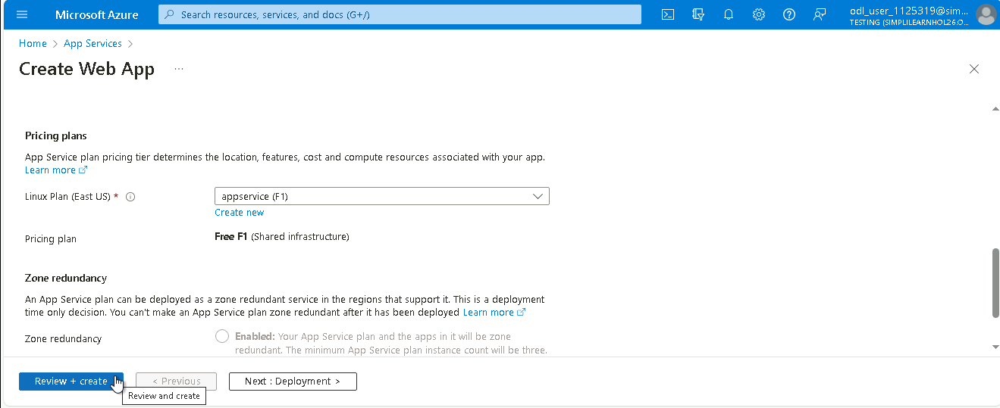 Microsoft Azure
Search resources, services, and docs (G+/)
odl_user_1125319@sim...
TESTING (SIMPLILEARNHOL26.O...
Home > App Services >
Create Web App ...
Pricing plans
App Service plan pricing tier determines the location, features, cost and compute resources associated with your app.
Learn more
Linux Plan (East US) *
appservice (F1)
Create new
Pricing plan
Free F1 (Shared infrastructure)
Zone redundancy
An App Service plan can be deployed as a zone redundant service in the regions that support it. This is a deployment
time only decision. You can't make an App Service plan zone redundant after it has been deployed Learn more
Zone redundancy
Enabled: Your App Service plan and the apps in it will be zone
redundant. The minimum App Service plan instance count will be three.
Review + create
< Previous
Next : Deployment >
Review and create